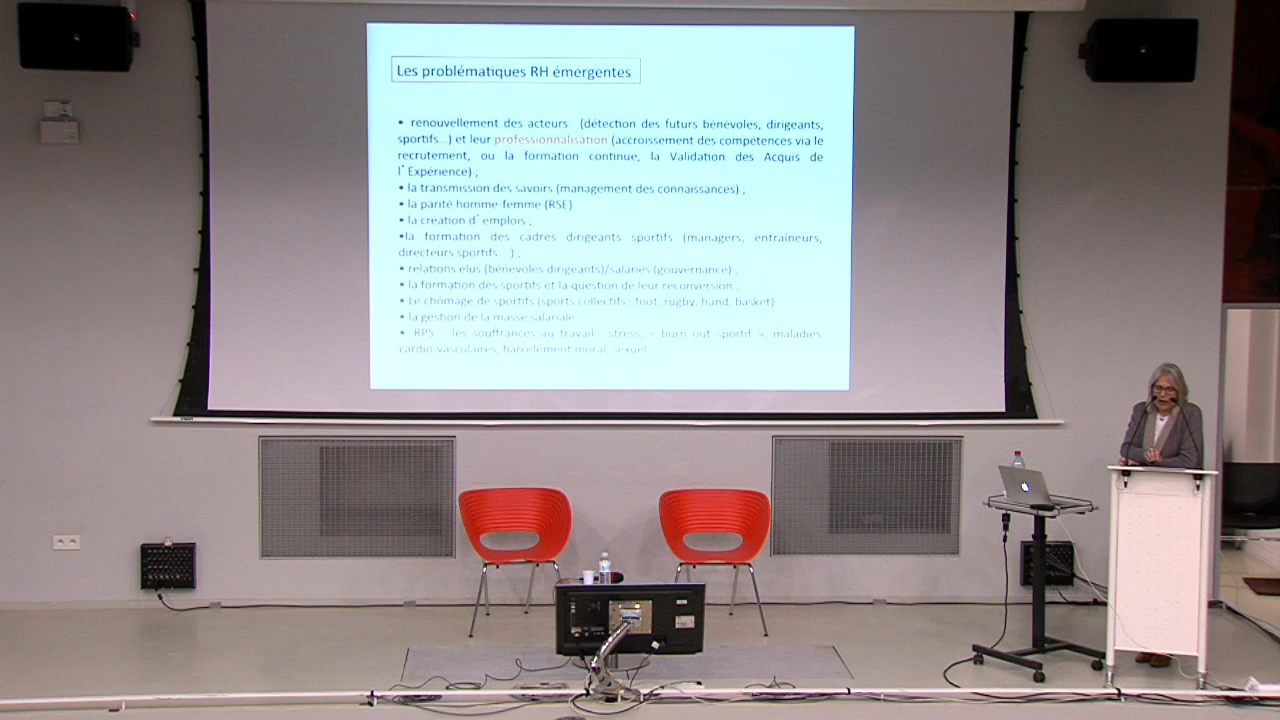 Les problématiques RH émergentes
• renouvellement des acteurs (détection des futurs bénévoles, dirigeants,
sportifs...) et leur professionnalisation (accroissement des compétences via le
recrutement, ou la formation continue, la Validation des Acquis de
l'Expérience) ;
• la transmission des savoirs (management des connaissances) ;
• la parité homme-femme (RSE)
• la création d'emplois ;
•la formation des cadres dirigeants sportifs (managers, entraineurs,
directeurs sportifs...) ;
• relations élus (bénévoles dirigeants)/salariés (gouvernance) ;
• la formation des sportifs et la question de leur reconversion ;
• Le chômage de sportifs (sports collectifs : foot, rugby, hand, basket)
• la gestion de la masse salariale
• RPS : les souffrances au travail : stress, « burn out sportif », maladies
cardio-vasculaires, harcèlement moral, sexuel...